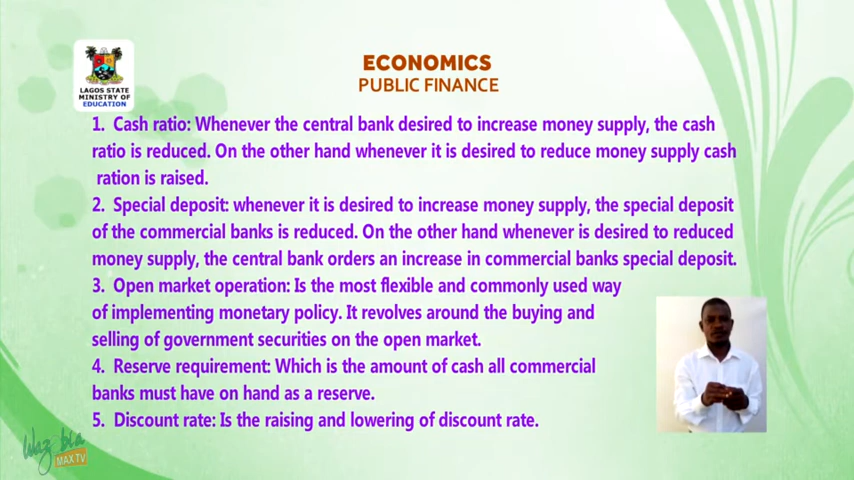 LAGOS STATE
MINISTRY OF
EDUCATION
ECONOMICS
PUBLIC FINANCE
1. Cash ratio: Whenever the central bank desired to increase money supply, the cash
ratio is reduced. On the other hand whenever it is desired to reduce money supply cash
ration is raised.
2. Special deposit: whenever it is desired to increase money supply, the special deposit
of the commercial banks is reduced. On the other hand whenever is desired to reduced
money supply, the central bank orders an increase in commercial banks special deposit.
3. Open market operation: Is the most flexible and commonly used way
of implementing monetary policy. It revolves around the buying and
selling of government securities on the open market.
4. Reserve requirement: Which is the amount of cash all commercial
banks must have on hand as a reserve.
5. Discount rate: Is the raising and lowering of discount rate.
Waz bia
MAX TV